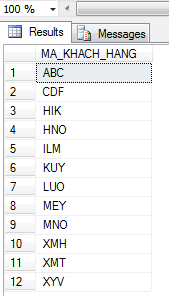 100 %
Results Messages
MA_KHACH_HANG
1 ABC
2 CDF
3 HIK
4 HNO
5 ILM
6 KUY
7 LUO
8 MEY
9 MNO
10 XMH
11 XMT
12 XYV